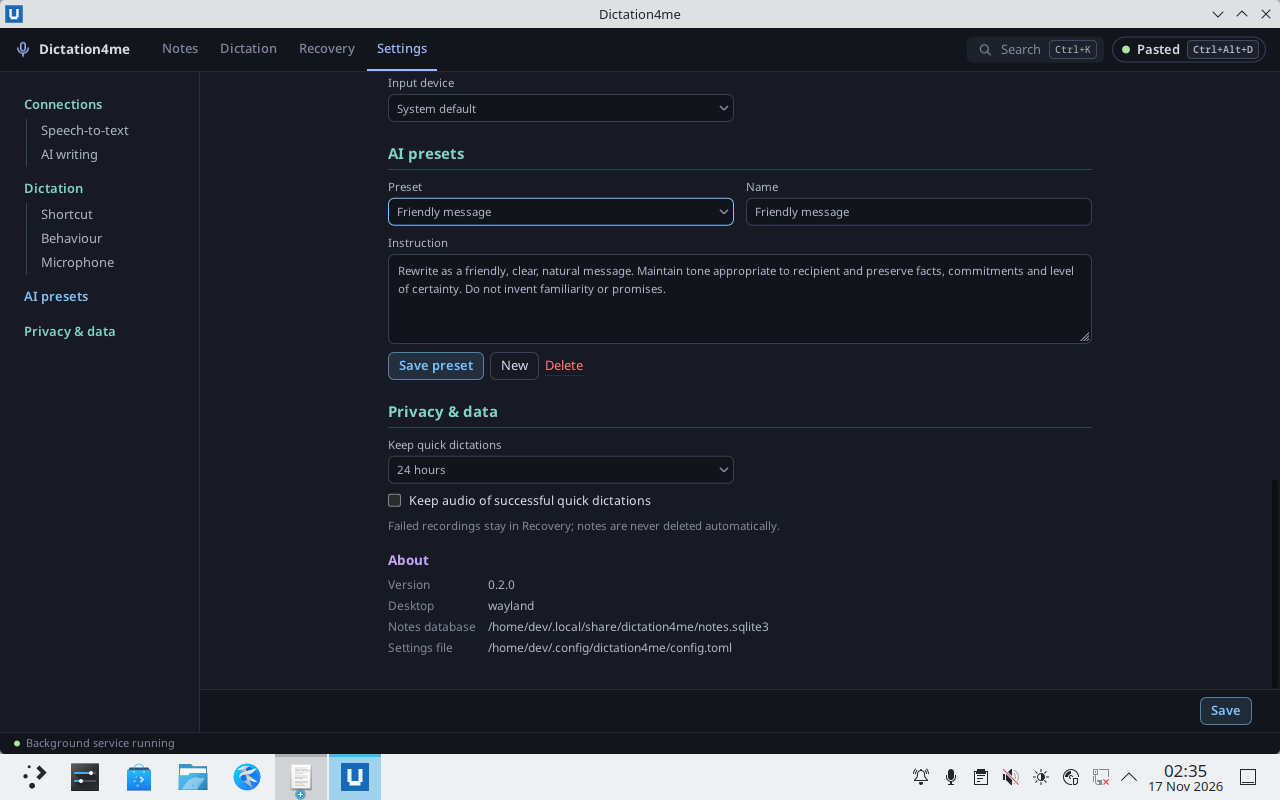 Dictation4me
Dictation4me Notes Dictation Recovery Settings Search Ctrl+K Pasted Ctrl+Alt+D
Connections
Speech-to-text
AI writing
Dictation
Shortcut
Behaviour
Microphone
AI presets
Privacy & data
Input device
System default
AI presets
Preset Name
Friendly message Friendly message
Instruction
Rewrite as a friendly, clear, natural message. Maintain tone appropriate to recipient and preserve facts, commitments and level
of certainty. Do not invent familiarity or promises.
Save preset New Delete
Privacy & data
Keep quick dictations
24 hours
Keep audio of successful quick dictations
Failed recordings stay in Recovery; notes are never deleted automatically.
About
Version 0.2.0
Desktop wayland
Notes database /home/dev/.local/share/dictation4me/notes.sqlite3
Settings file /home/dev/.config/dictation4me/config.toml
Save
Background service running
02:35
17 Nov 2026